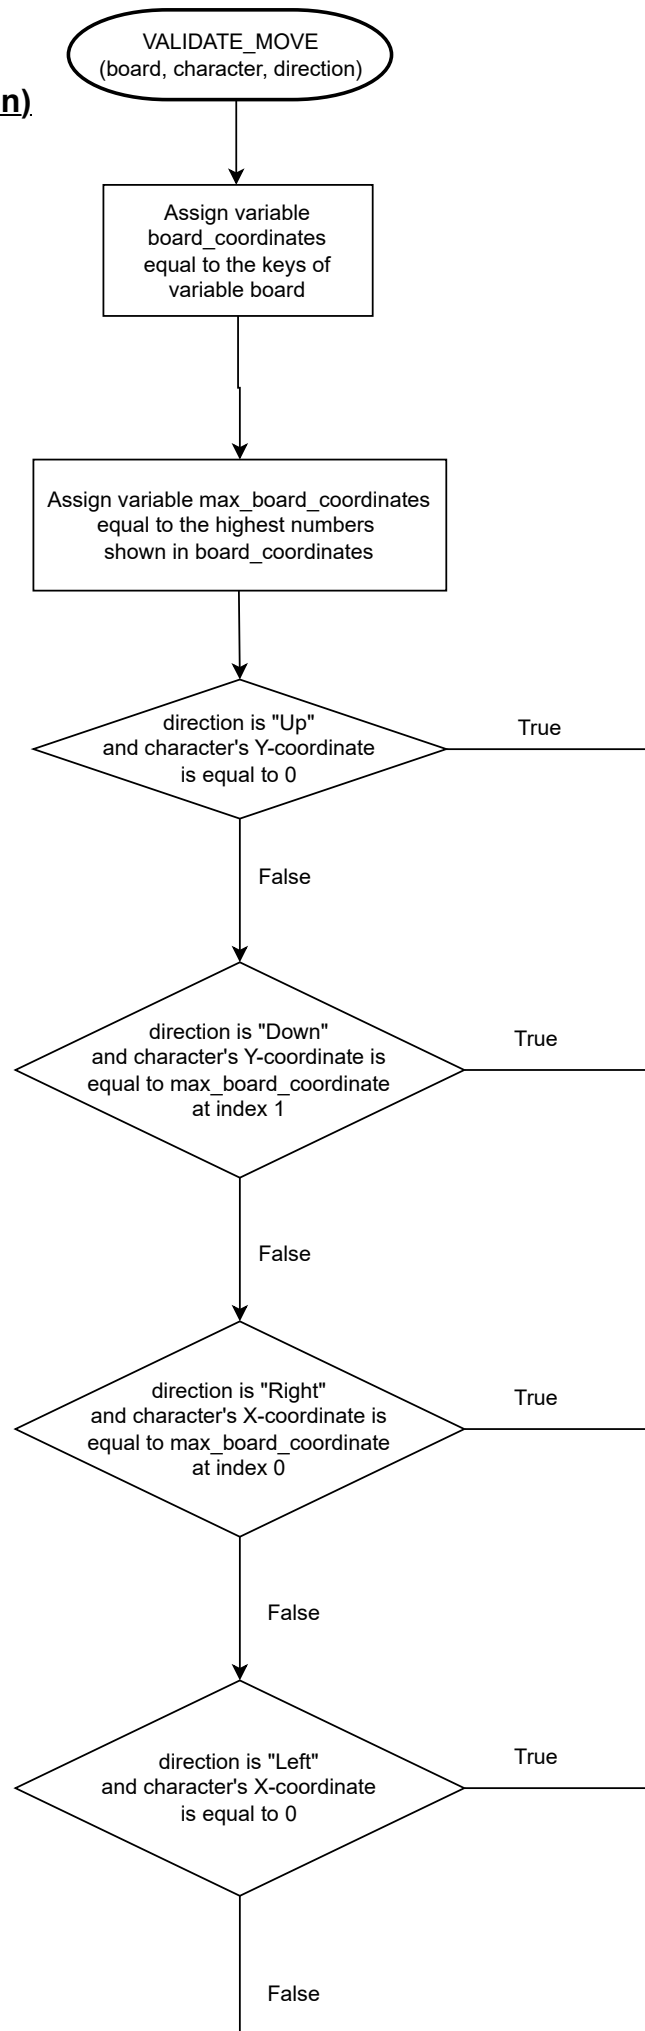 VALIDATE_MOVE
(board, character, direction)
n)
Assign variable
board_coordinates
equal to the keys of
variable board
Assign variable max_board_coordinates
equal to the highest numbers
shown in board_coordinates
direction is "Up"
and character's Y-coordinate
is equal to 0
True
False
direction is "Down"
and character's Y-coordinate is
equal to max_board_coordinate
at index 1
True
False
direction is "Right"
and character's X-coordinate is
equal to max_board_coordinate
at index 0
True
False
direction is "Left"
and character's X-coordinate
is equal to 0
True
False